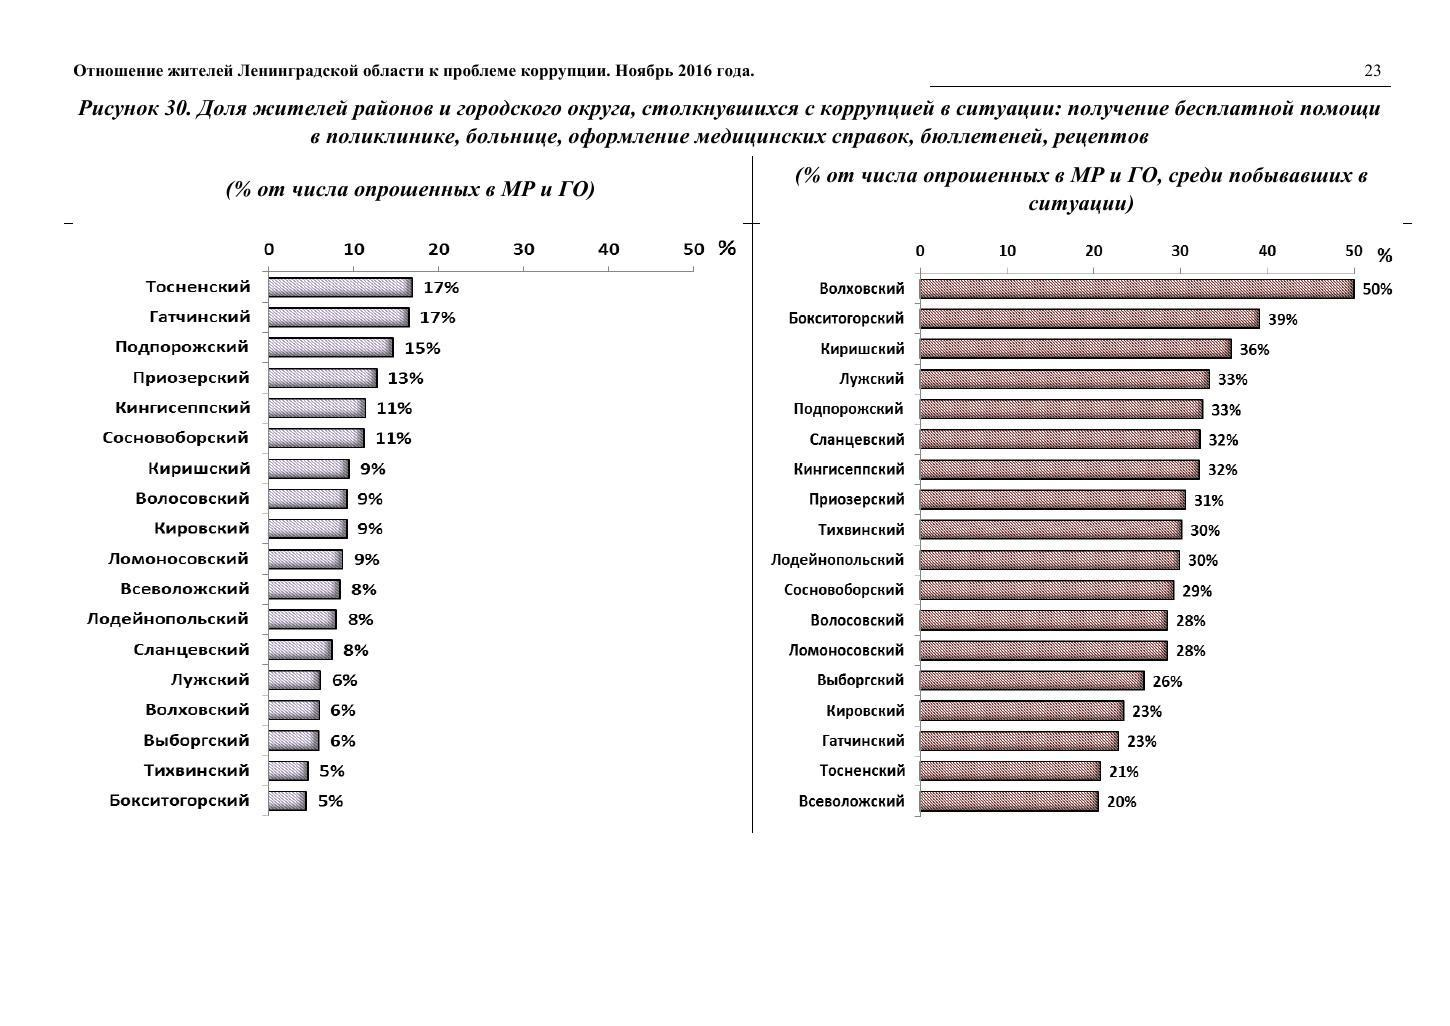 Отношение жителей Ленинградской области к проблеме коррупции. Ноябрь 2016 года.
23
Рисунок 30. Доля жителей районов и городского округа, столкнувшихся с коррупцией в ситуации: получение бесплатной помощи
в поликлинике, больнице, оформление медицинских справок, бюллетеней, рецептов
(% от числа опрошенных в МР и ГО)
0 10 20 30 40 50 %
Тосненский 17%
Гатчинский 17%
Подпорожский 15%
Приозерский 13%
Кингисеппский 11%
Сосновоборский 11%
Киришский 9%
Волосовский 9%
Кировский 9%
Ломоносовский 9%
Всеволожский 8%
Лодейнопольский 8%
Сланцевский 8%
Лужский 6%
Волховский 6%
Выборгский 6%
Тихвинский 5%
Бокситогорский 5%
(% от числа опрошенных в МР и ГО, среди побывавших в
ситуации)
0 10 20 30 40 50 %
Волховский 50%
Бокситогорский 39%
Киришский 36%
Лужский 33%
Подпорожский 33%
Сланцевский 32%
Кингисеппский 32%
Приозерский 31%
Тихвинский 30%
Лодейнопольский 30%
Сосновоборский 29%
Волосовский 28%
Ломоносовский 28%
Выборгский 26%
Кировский 23%
Гатчинский 23%
Тосненский 21%
Всеволожский 20%